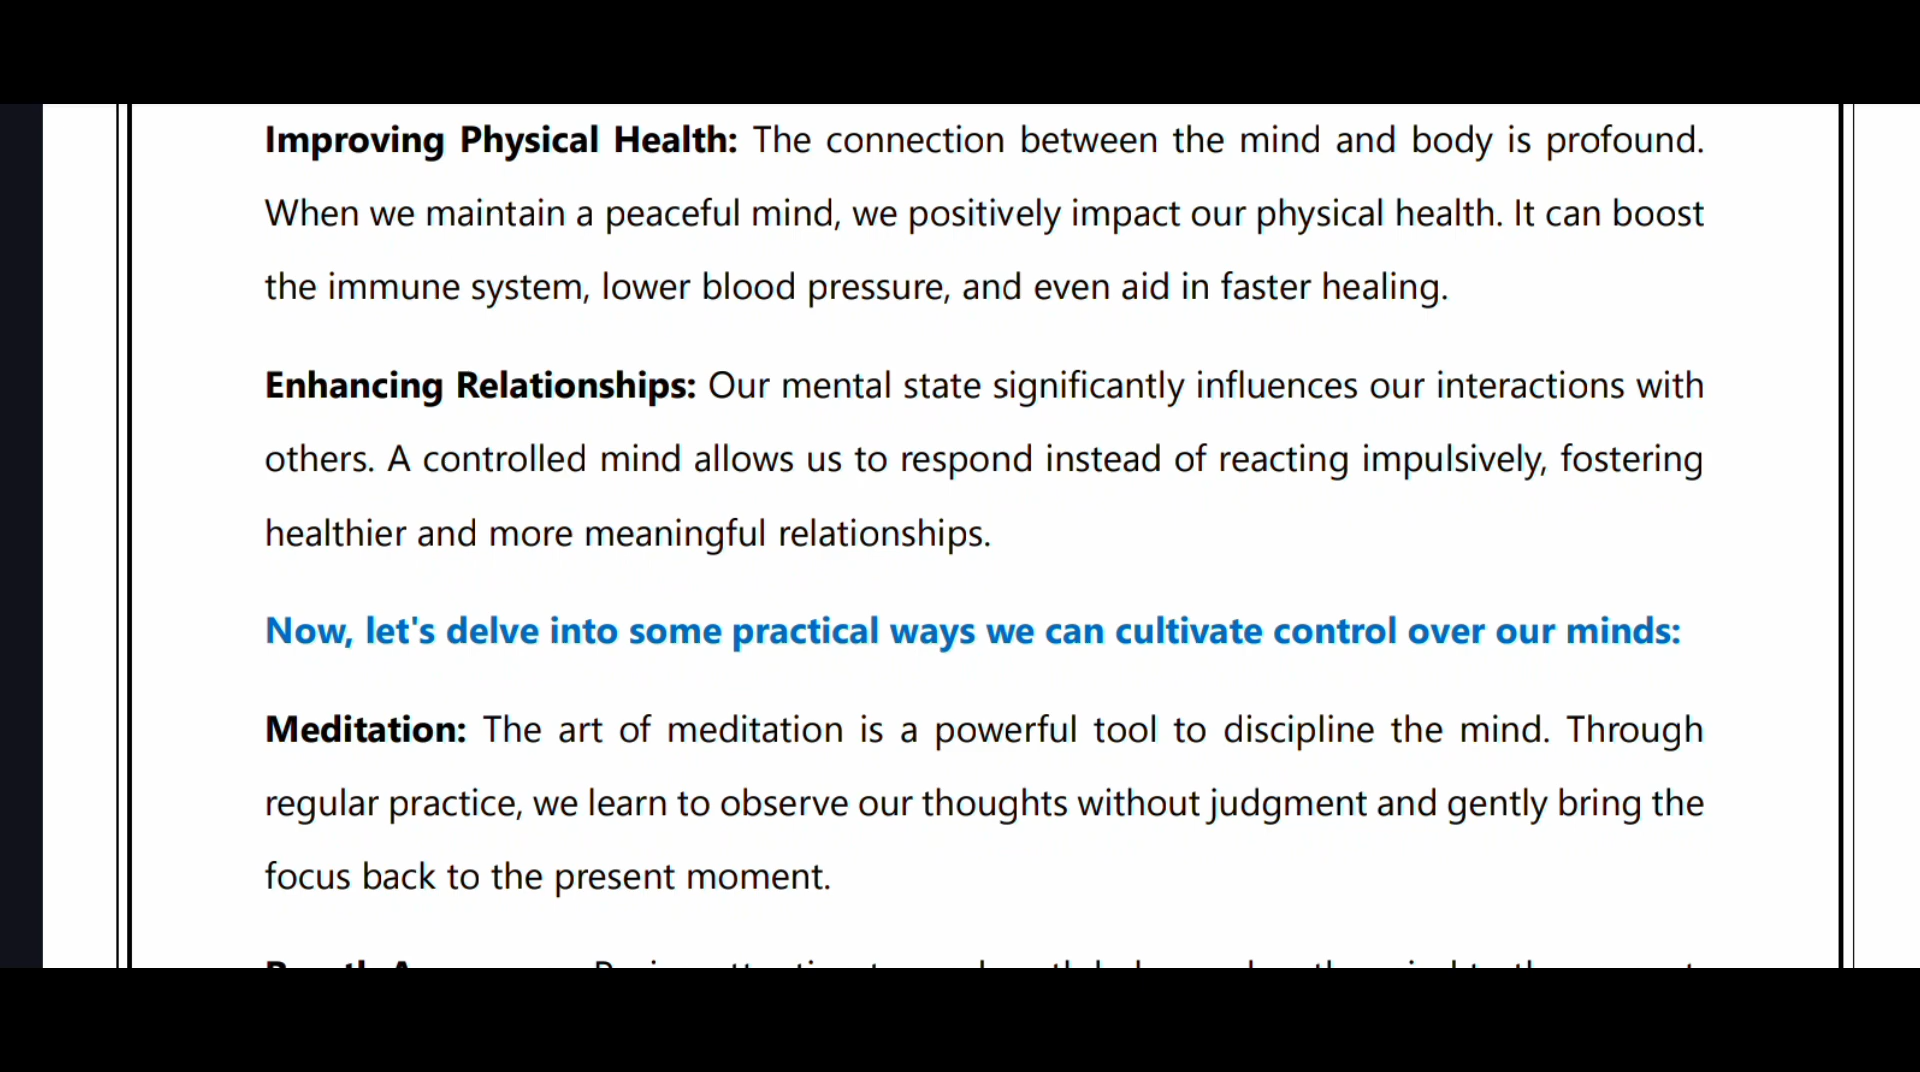 Improving Physical Health: The connection between the mind and body is profound.
When we maintain a peaceful mind, we positively impact our physical health. It can boost
the immune system, lower blood pressure, and even aid in faster healing.
Enhancing Relationships: Our mental state significantly influences our interactions with
others. A controlled mind allows us to respond instead of reacting impulsively, fostering
healthier and more meaningful relationships.
Now, let's delve into some practical ways we can cultivate control over our minds:
Meditation: The art of meditation is a powerful tool to discipline the mind. Through
regular practice, we learn to observe our thoughts without judgment and gently bring the
focus back to the present moment.